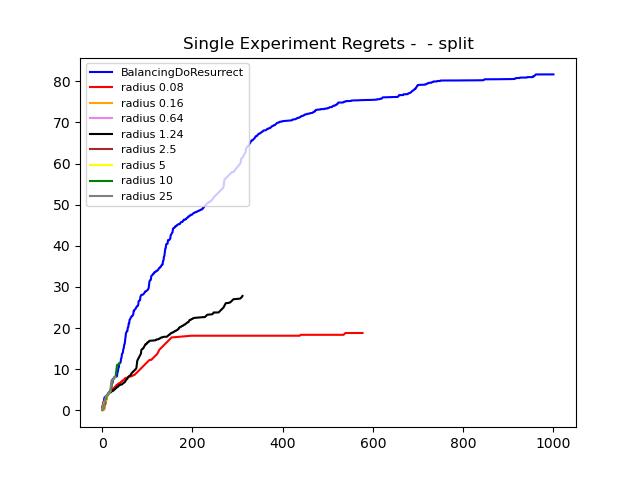 Single Experiment Regrets -  - split
BalancingDoResurrect
radius 0.08
radius 0.16
radius 0.64
radius 1.24
radius 2.5
radius 5
radius 10
radius 25
80
70
60
50
40
30
20
10
0
0 200 400 600 800 1000